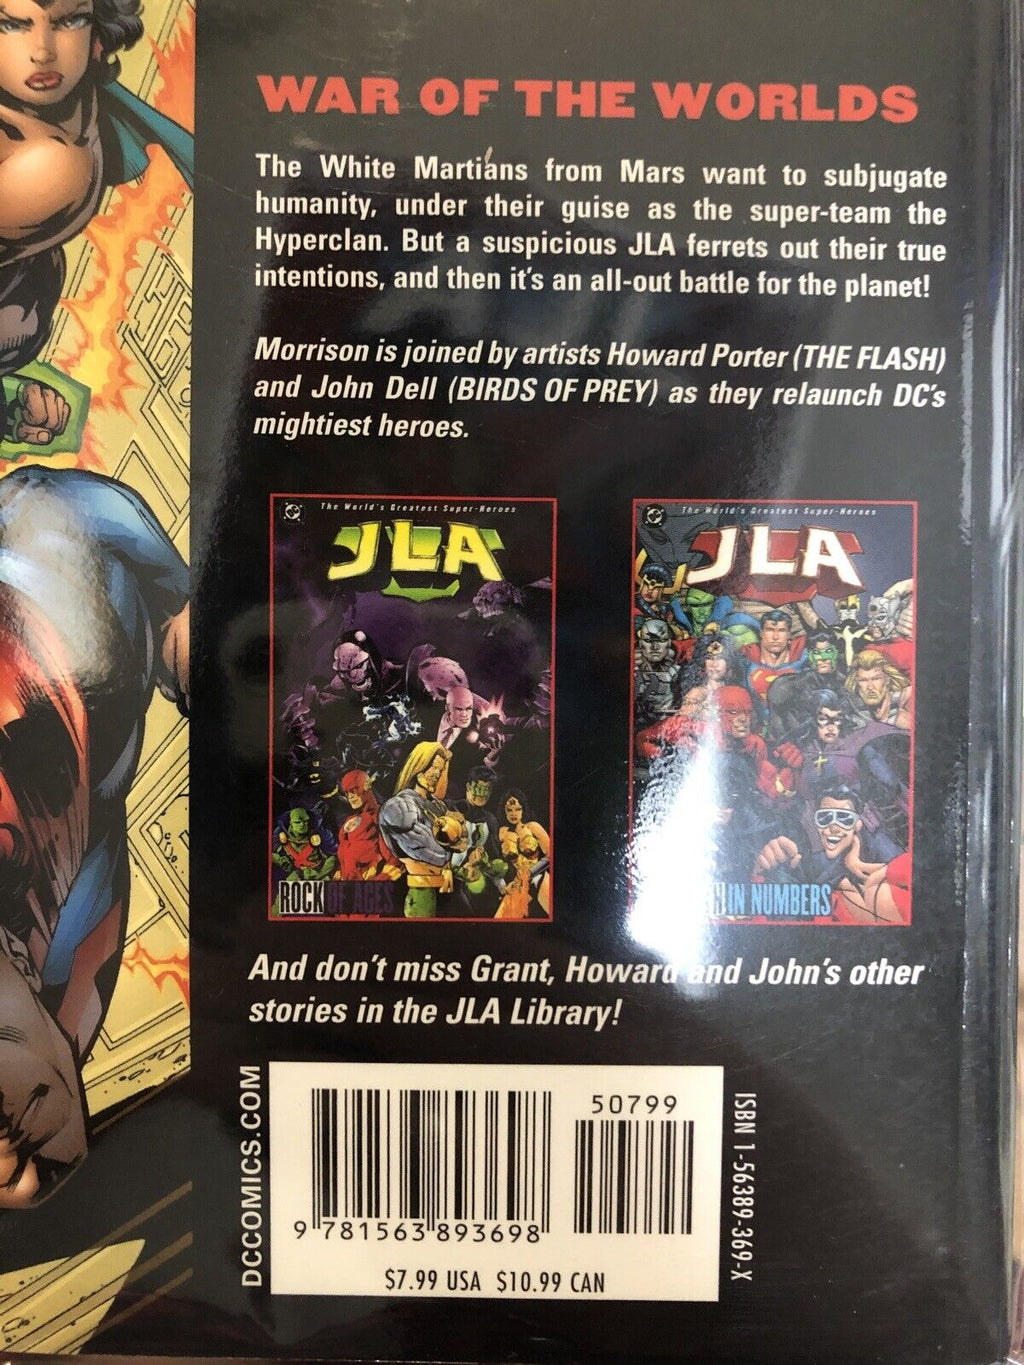 WAR OF THE WORLDS
The White Martians from Mars want to subjugate
humanity, under their guise as the super-team the
Hyperclan. But a suspicious JLA ferrets out their true
intentions, and then it's an all-out battle for the planet!
Morrison is joined by artists Howard Porter (THE FLASH)
and John Dell (BIRDS OF PREY) as they relaunch DC's
mightiest heroes.
The World's Greatest Super-Heroes
JLA
ROCK OF AGES
The World's Greatest Super-Heroes
JLA
IN NUMBERS
And don't miss Grant, Howard and John's other
stories in the JLA Library!
DCCOMICS.COM
50799
9 781563 893698
$7.99 USA $10.99 CAN
ISBN 1-56389-369-X